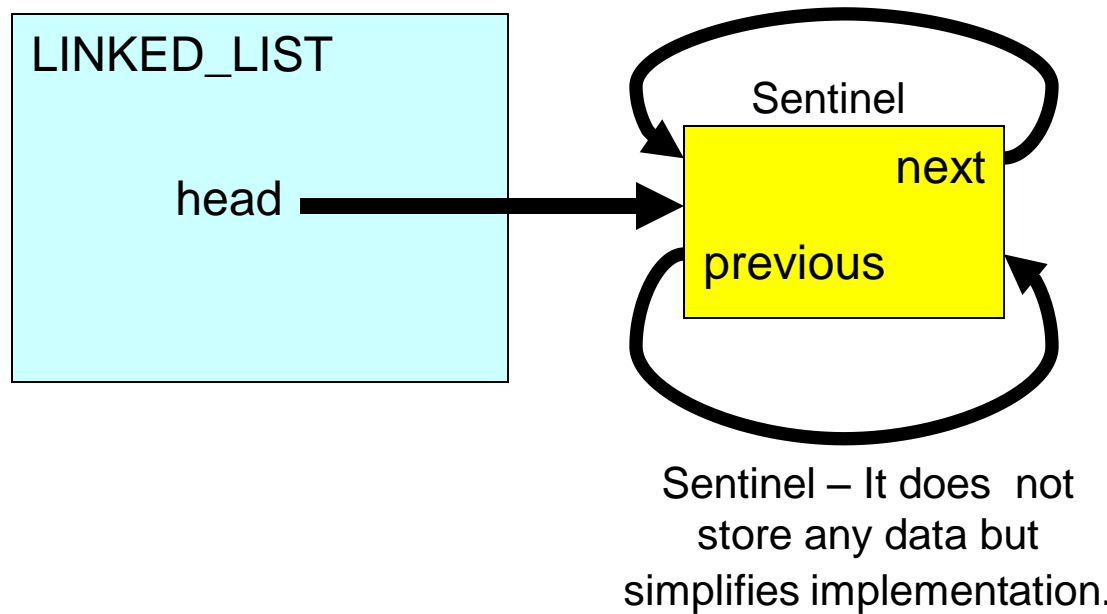 LINKED_LIST
Sentinel
next
head
previous
Sentinel – It does not
store any data but
simplifies implementation.